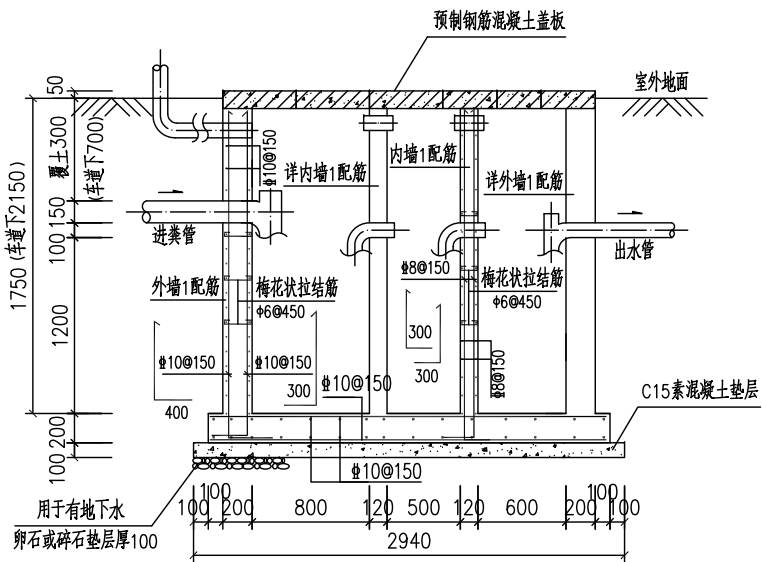 预制钢筋混凝土盖板
室外地面
50
覆土300
(车道下700)
150
100
1750(车道下2150)
1200
200
100
Φ10@150
详内墙1配筋
内墙1配筋
详外墙1配筋
进粪管
出水管
外墙1配筋
梅花状拉结筋
Φ6@450
Φ8@150
梅花状拉结筋
Φ6@450
300
300
Φ10@150
Φ10@150
400
300
Φ10@150
Φ8@150
C15素混凝土垫层
Φ10@150
用于有地下水
卵石或碎石垫层厚100
100
100
200
800
120
500
120
600
200
100
100
2940